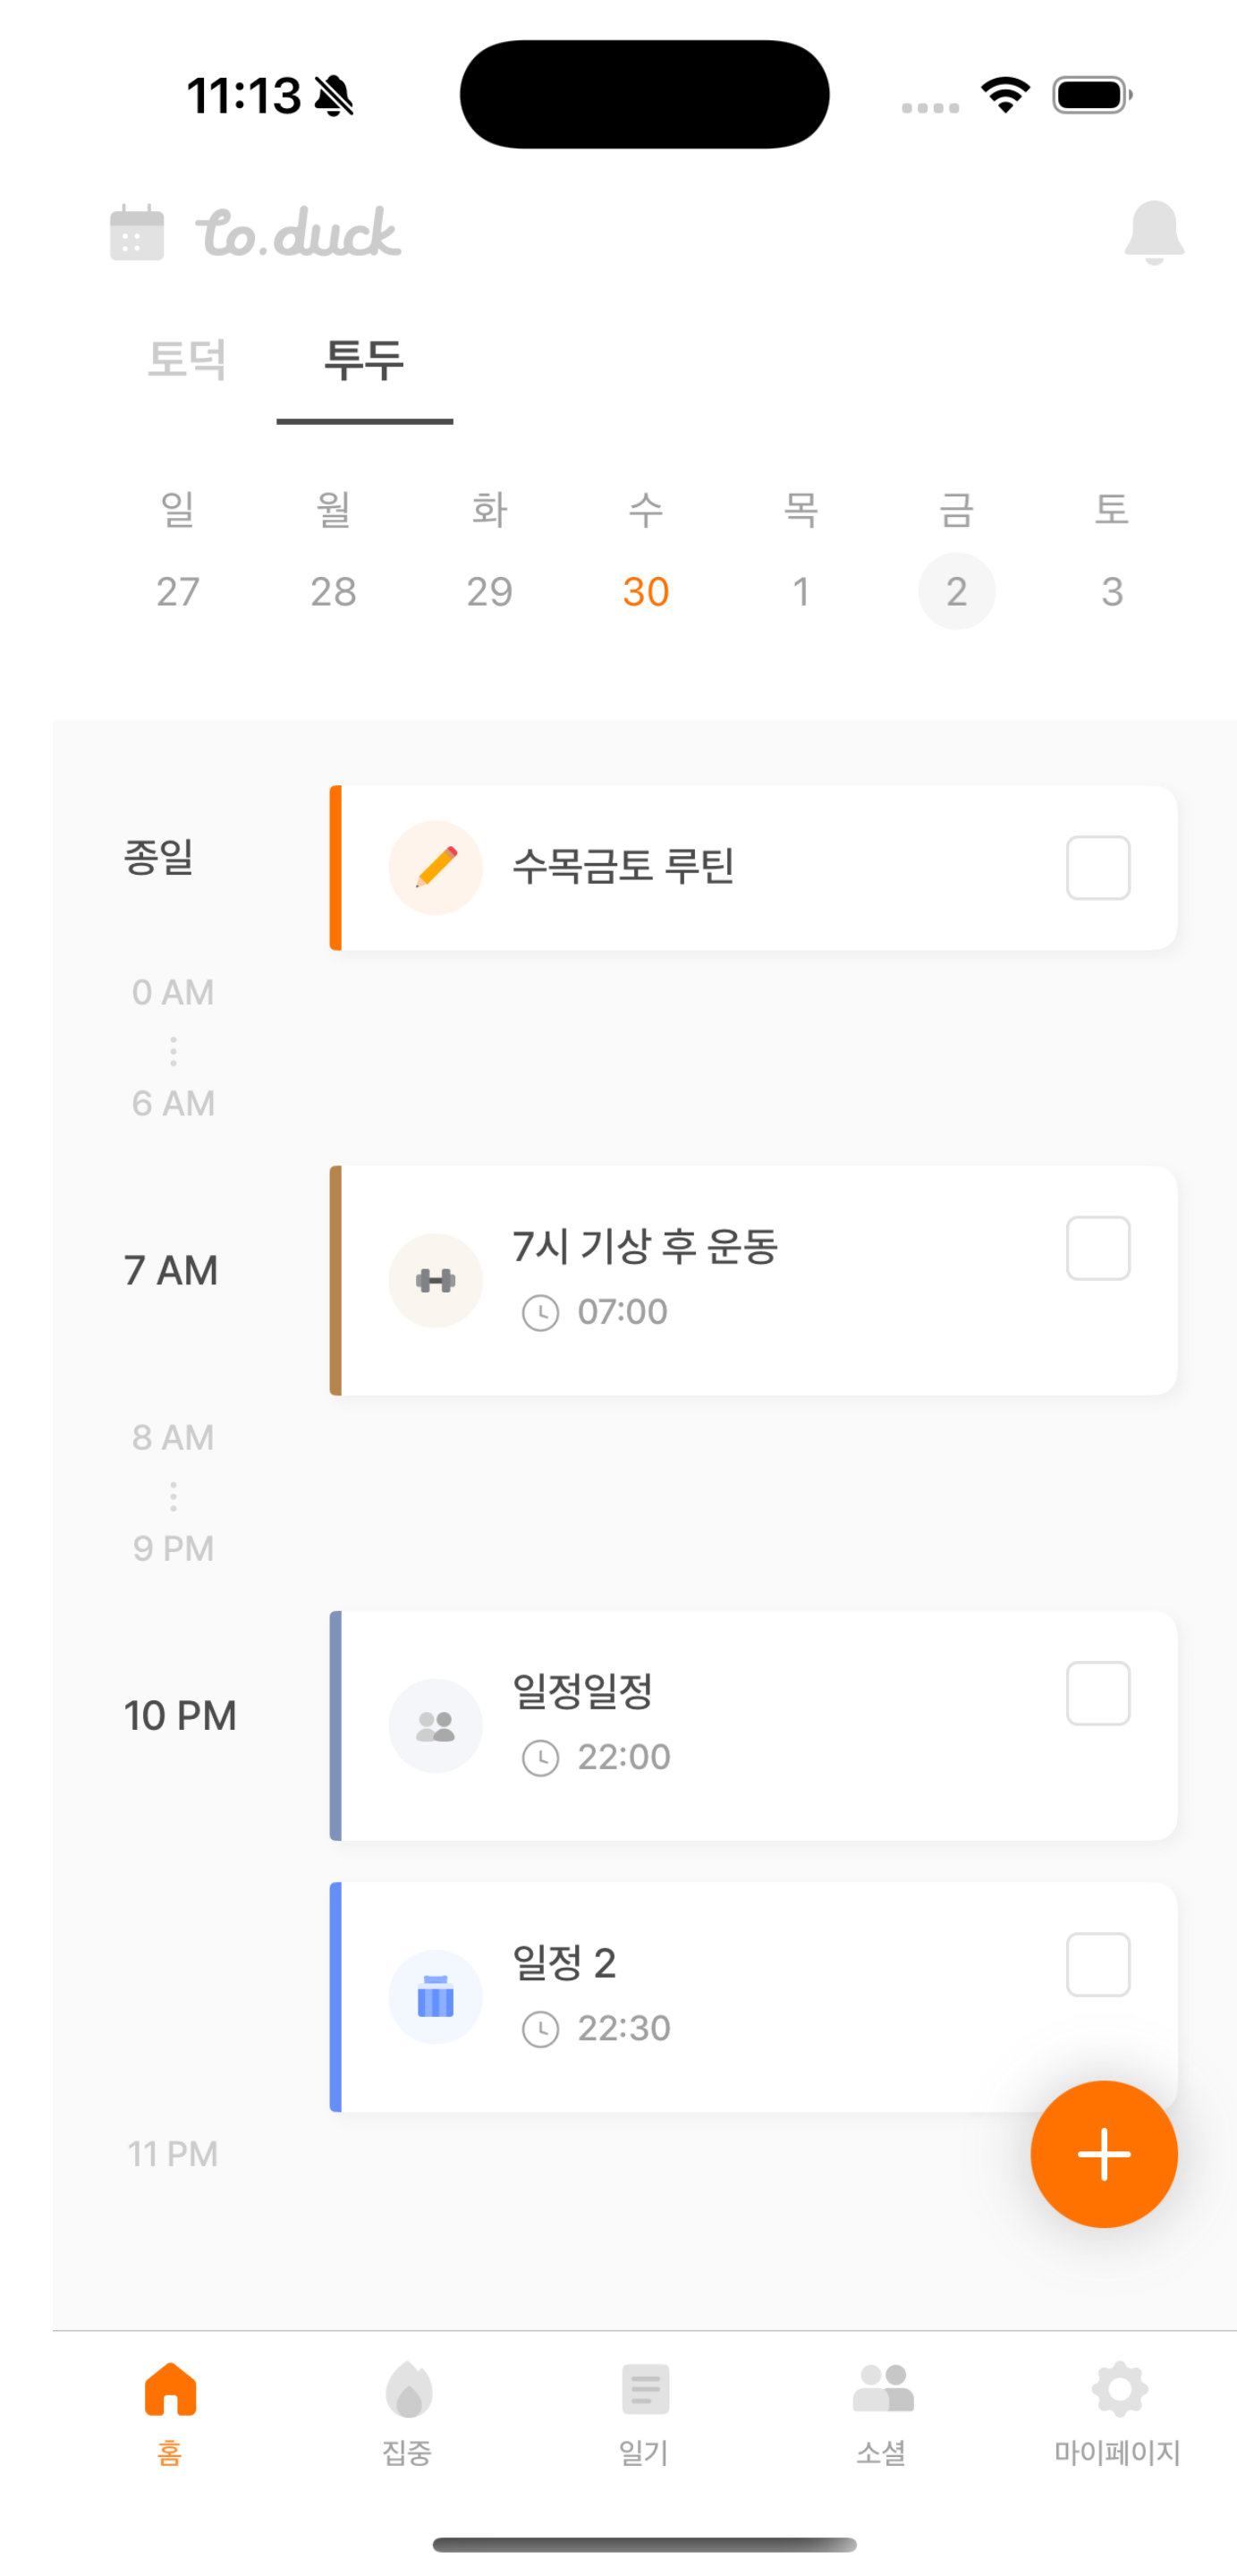 11:13
to.duck
토덕 투두
일 월 화 수 목 금 토
27 28 29 30 1 2 3
종일
수목금토 루틴
0 AM
6 AM
7 AM
7시 기상 후 운동
07:00
8 AM
9 PM
10 PM
일정일정
22:00
일정 2
22:30
11 PM
홈 집중 일기 소셜 마이페이지